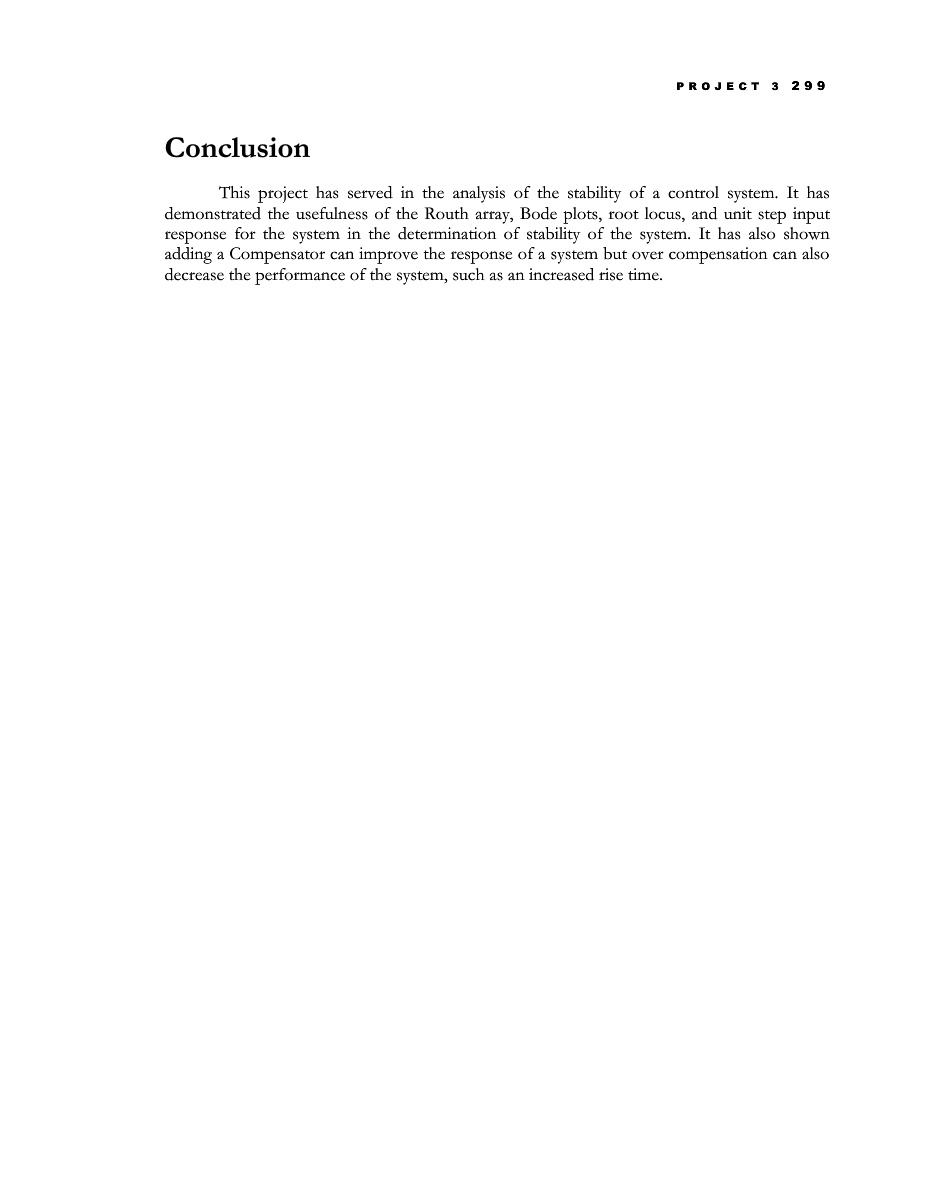 PROJECT 3 299
Conclusion
This project has served in the analysis of the stability of a control system. It has
demonstrated the usefulness of the Routh array, Bode plots, root locus, and unit step input
response for the system in the determination of stability of the system. It has also shown
adding a Compensator can improve the response of a system but over compensation can also
decrease the performance of the system, such as an increased rise time.